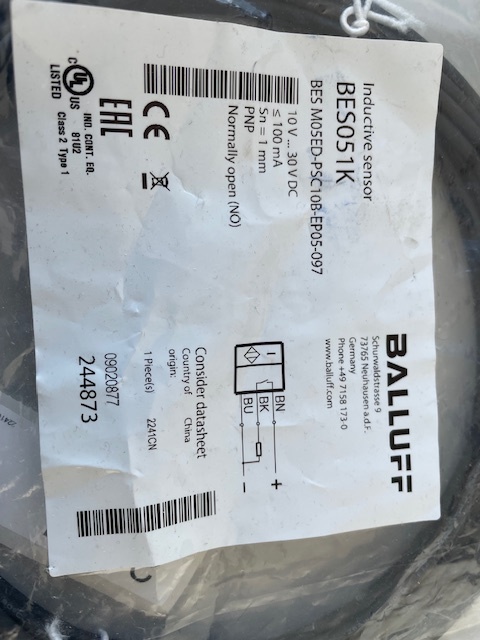 Inductive sensor
BES051K
BES M05ED-PSC10B-EP05-097
10 V ... 30 V DC
≤ 100 mA
Sn = 1 mm
PNP
Normally open (NO)
CE
EAC
C UL US
LISTED
IND. CONT. EQ.
81U2
Class 2 Type 1
BALLUFF
Schurwaldstrasse 9
73765 Neuhausen a.d.F.
Germany
Phone +49 7158 173-0
www.balluff.com
BN
BK
BU
+
−
Consider datasheet
Country of origin: China
1 Piece(s) 2241CN
09020877
244873